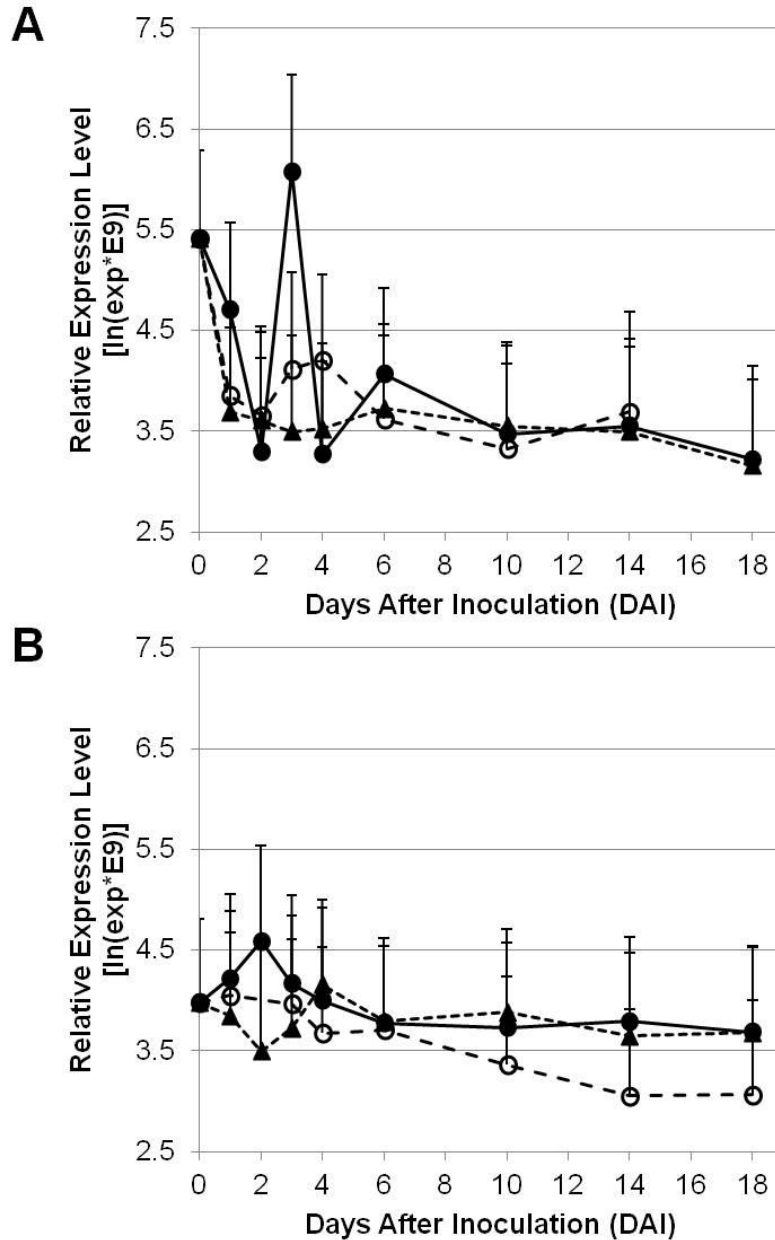 A
7.5
6.5
5.5
4.5
3.5
2.5
Relative Expression Level
[ln(exp*E9)]
0 2 4 6 8 10 12 14 16 18
Days After Inoculation (DAI)
B
7.5
6.5
5.5
4.5
3.5
2.5
Relative Expression Level
[ln(exp*E9)]
0 2 4 6 8 10 12 14 16 18
Days After Inoculation (DAI)